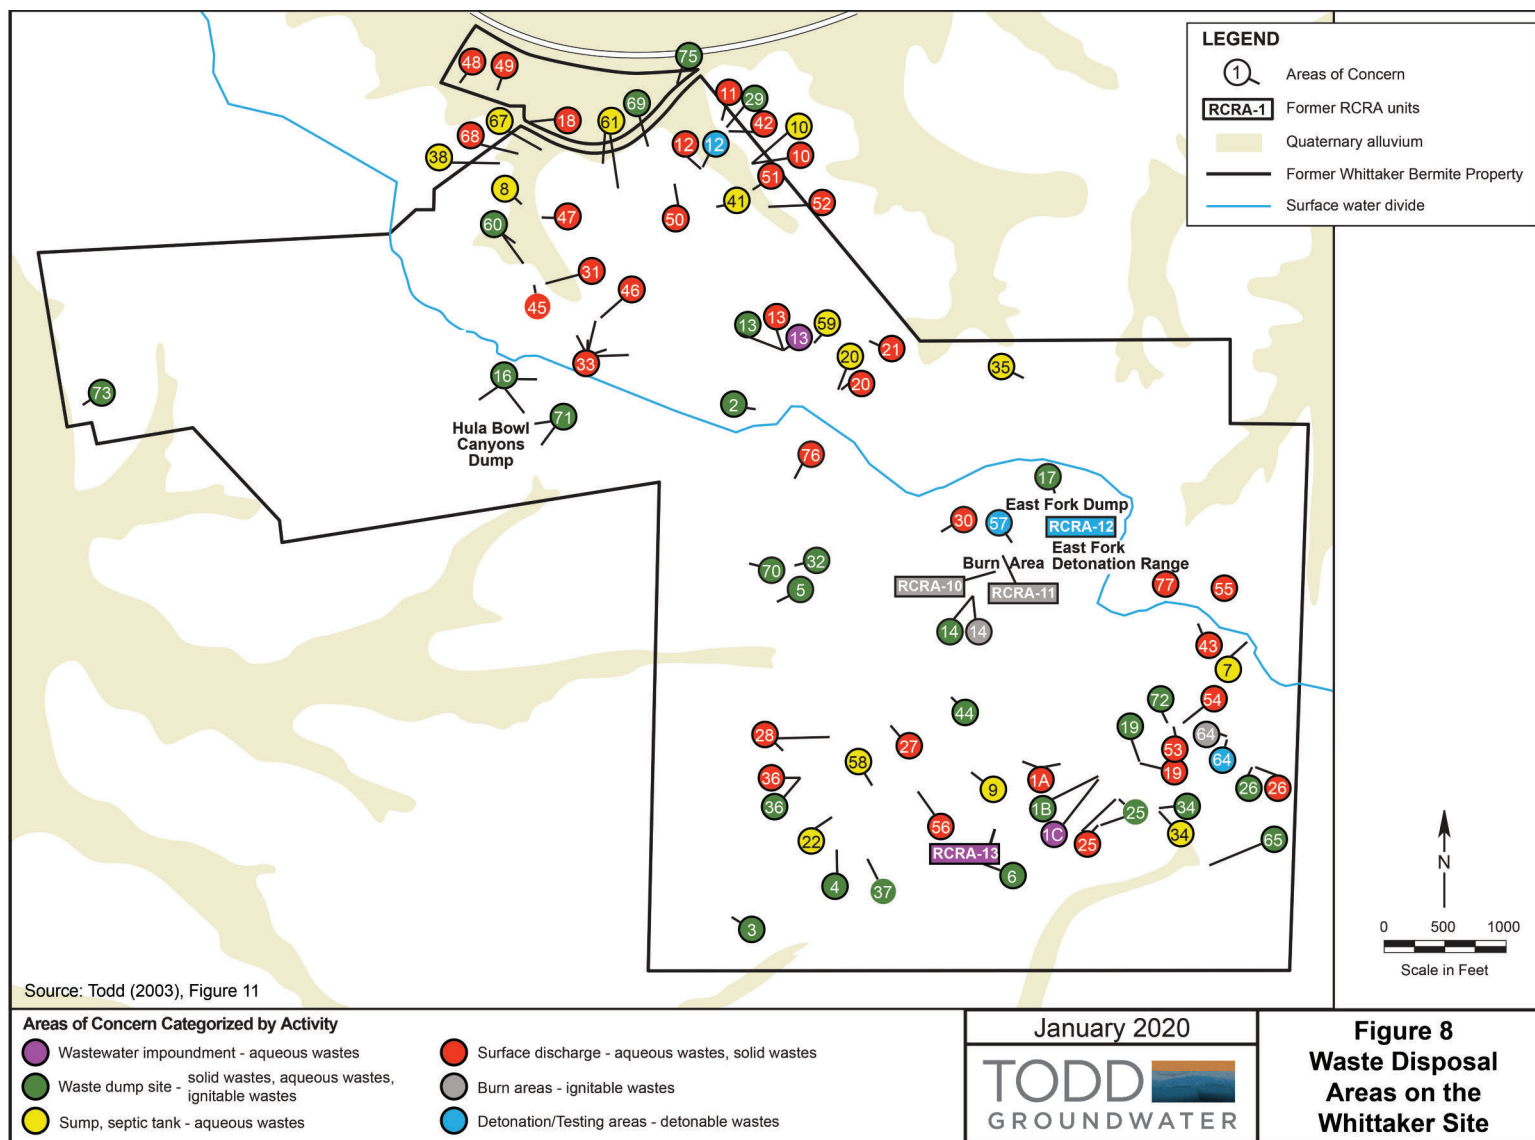 LEGEND
1
Areas of Concern
RCRA-1
Former RCRA units
Quaternary alluvium
Former Whittaker Bermite Property
Surface water divide
48
49
75
11
29
69
67
18
61
42
10
68
12
12
10
38
51
8
41
52
60
47
50
31
46
45
13
13
13
59
21
33
20
35
16
20
73
2
71
Hula Bowl
Canyons
Dump
76
17
East Fork Dump
30
57
RCRA-12
East Fork
Detonation Range
Burn Area
70
32
5
RCRA-10
RCRA-11
77
55
14
14
43
7
72
54
44
19
28
27
64
53
58
64
36
9
1A
19
26
26
36
1B
25
34
56
1C
34
22
25
65
RCRA-13
6
4
37
3
N
0 500 1000
Scale in Feet
Source: Todd (2003), Figure 11
Areas of Concern Categorized by Activity
Wastewater impoundment - aqueous wastes
Waste dump site - solid wastes, aqueous wastes,
ignitable wastes
Sump, septic tank - aqueous wastes
Surface discharge - aqueous wastes, solid wastes
Burn areas - ignitable wastes
Detonation/Testing areas - detonable wastes
January 2020
TODD
GROUNDWATER
Figure 8
Waste Disposal
Areas on the
Whittaker Site